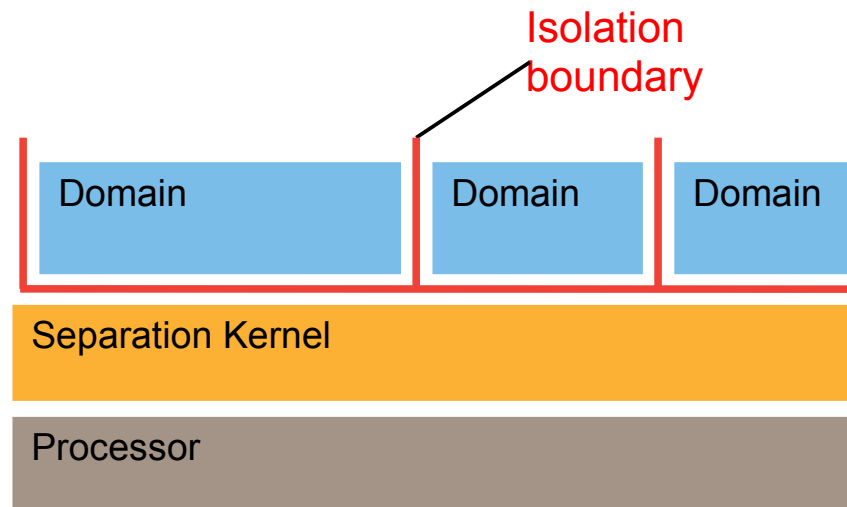 Isolation
boundary
Domain
Domain
Domain
Separation Kernel
Processor